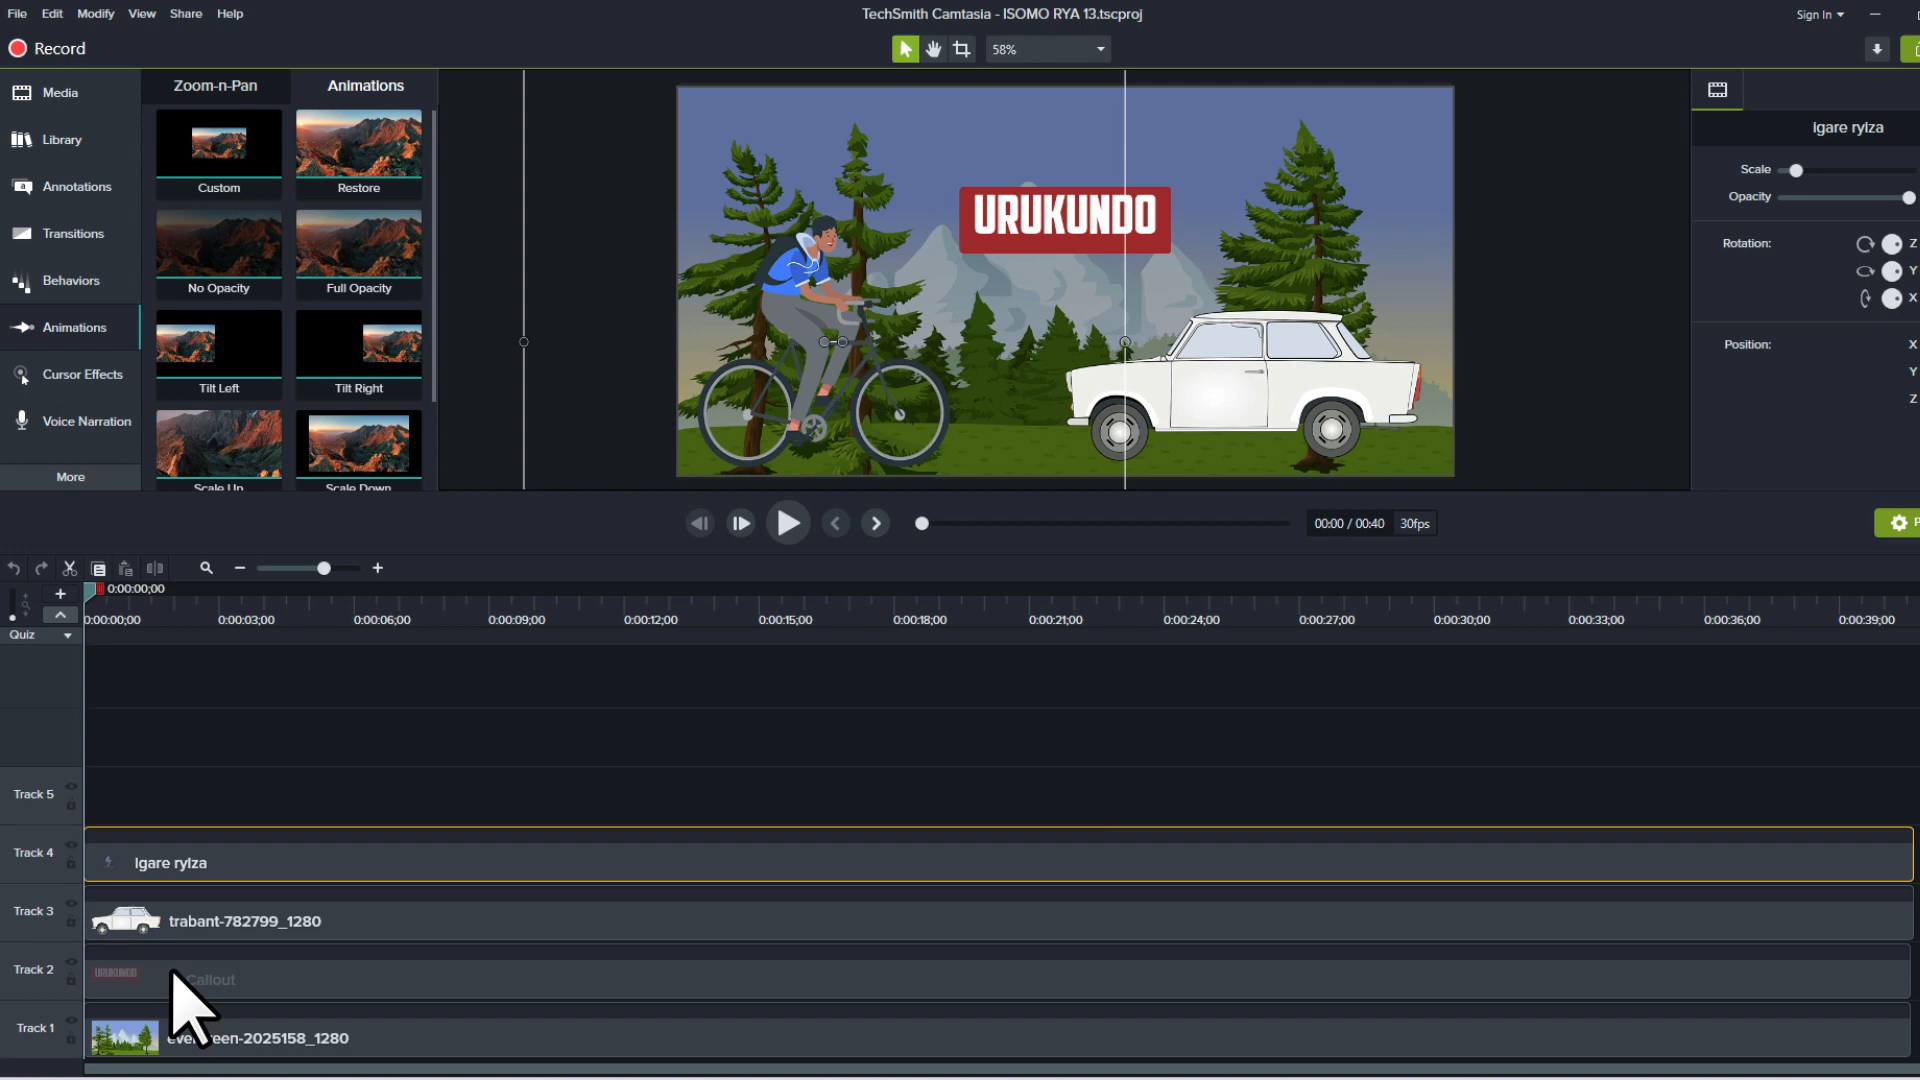 File Edit Modify View Share Help
TechSmith Camtasia - ISOMO RYA 13.tscproj
Sign In
Record
58%
Media
Library
Annotations
Transitions
Behaviors
Animations
Cursor Effects
Voice Narration
More
Zoom-n-Pan Animations
Custom Restore
No Opacity Full Opacity
Tilt Left Tilt Right
Scale Up Scale Down
URUKUNDO
Igare ryIza
Scale
Opacity
Rotation: Z
Y
X
Position: X
Y
Z
00:00 / 00:40 30fps
P
0:00:00;00
0:00:00;00 0:00:03;00 0:00:06;00 0:00:09;00 0:00:12;00 0:00:15;00 0:00:18;00 0:00:21;00 0:00:24;00 0:00:27;00 0:00:30;00 0:00:33;00 0:00:36;00 0:00:39;00
Quiz
Track 5
Track 4 Igare ryIza
Track 3 trabant-782799_1280
Track 2 URUKUNDO Callout
Track 1 evergreen-2025158_1280